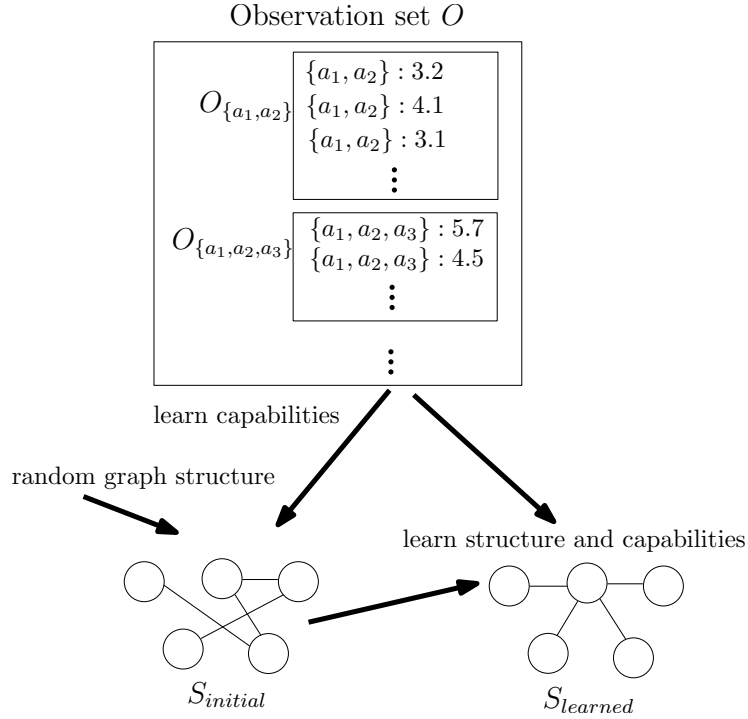 Observation set O
{a₁, a₂} : 3.2
O_{a₁,a₂} {a₁, a₂} : 4.1
{a₁, a₂} : 3.1
⋮
O_{a₁,a₂,a₃} {a₁, a₂, a₃} : 5.7
{a₁, a₂, a₃} : 4.5
⋮
⋮
learn capabilities
random graph structure
learn structure and capabilities
S_initial
S_learned